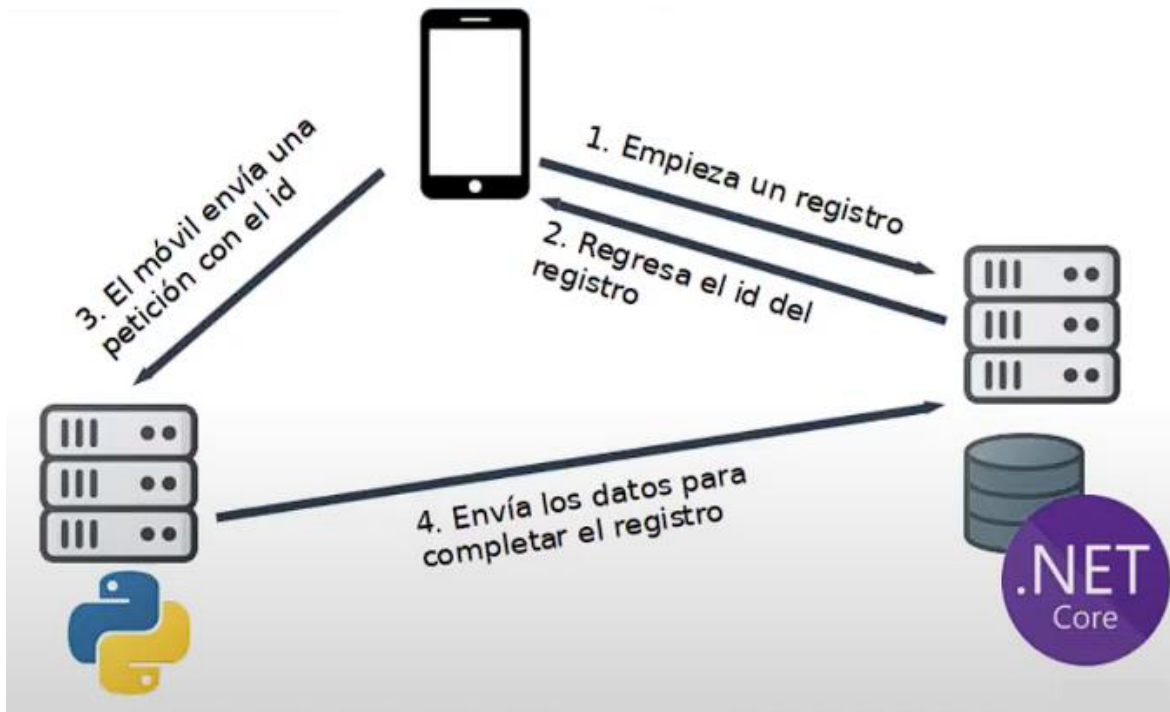 1. Empieza un registro
2. Regresa el id del
registro
3. El móvil envía una
petición con el id
4. Envía los datos para
completar el registro
.NET
Core